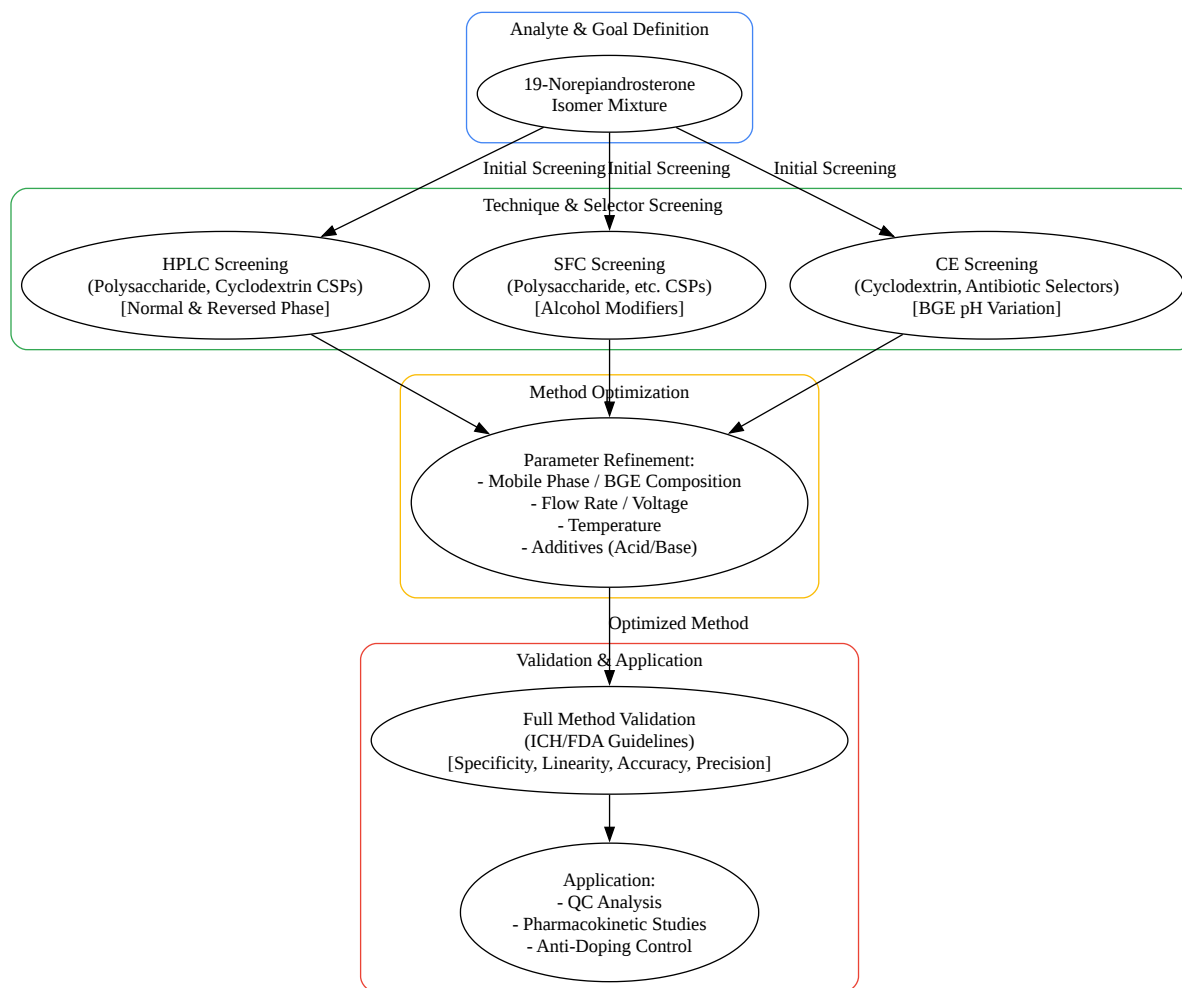 Analyte & Goal Definition
19-Norepiandrosterone
Isomer Mixture
Initial Screening
Initial Screening
Initial Screening
Technique & Selector Screening
HPLC Screening
(Polysaccharide, Cyclodextrin CSPs)
[Normal & Reversed Phase]
SFC Screening
(Polysaccharide, etc. CSPs)
[Alcohol Modifiers]
CE Screening
(Cyclodextrin, Antibiotic Selectors)
[BGE pH Variation]
Method Optimization
Parameter Refinement:
- Mobile Phase / BGE Composition
- Flow Rate / Voltage
- Temperature
- Additives (Acid/Base)
Optimized Method
Validation & Application
Full Method Validation
(ICH/FDA Guidelines)
[Specificity, Linearity, Accuracy, Precision]
Application:
- QC Analysis
- Pharmacokinetic Studies
- Anti-Doping Control